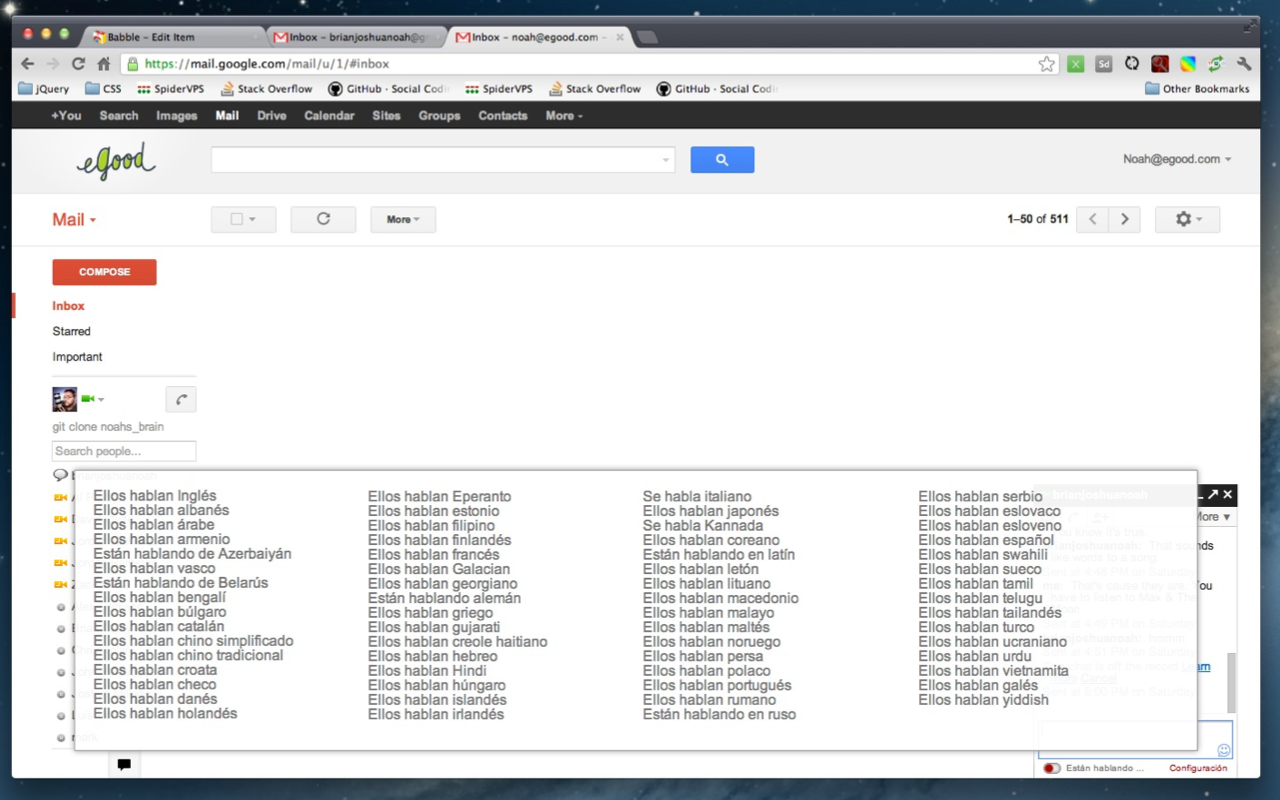 Babble – Edit Item
Inbox – brianjoshuanoah@g
Inbox – noah@egood.com –
https://mail.google.com/mail/u/1/#inbox
jQuery CSS SpiderVPS Stack Overflow GitHub · Social Codin SpiderVPS Stack Overflow GitHub · Social Codin Other Bookmarks
+You Search Images Mail Drive Calendar Sites Groups Contacts More
egood
Noah@egood.com
Mail
More
1–50 of 511
COMPOSE
Inbox
Starred
Important
git clone noahs_brain
Search people...
Ellos hablan Inglés
Ellos hablan albanés
Ellos hablan árabe
Ellos hablan armenio
Están hablando de Azerbaiyán
Ellos hablan vasco
Están hablando de Belarús
Ellos hablan bengalí
Ellos hablan búlgaro
Ellos hablan catalán
Ellos hablan chino simplificado
Ellos hablan chino tradicional
Ellos hablan croata
Ellos hablan checo
Ellos hablan danés
Ellos hablan holandés
Ellos hablan Eperanto
Ellos hablan estonio
Ellos hablan filipino
Ellos hablan finlandés
Ellos hablan francés
Ellos hablan Galacian
Ellos hablan georgiano
Están hablando alemán
Ellos hablan griego
Ellos hablan gujarati
Ellos hablan creole haitiano
Ellos hablan hebreo
Ellos hablan Hindi
Ellos hablan húngaro
Ellos hablan islandés
Ellos hablan irlandés
Se habla italiano
Ellos hablan japonés
Se habla Kannada
Ellos hablan coreano
Están hablando en latín
Ellos hablan letón
Ellos hablan lituano
Ellos hablan macedonio
Ellos hablan malayo
Ellos hablan maltés
Ellos hablan noruego
Ellos hablan persa
Ellos hablan polaco
Ellos hablan portugués
Ellos hablan rumano
Están hablando en ruso
Ellos hablan serbio
Ellos hablan eslovaco
Ellos hablan esloveno
Ellos hablan español
Ellos hablan swahili
Ellos hablan sueco
Ellos hablan tamil
Ellos hablan telugu
Ellos hablan tailandés
Ellos hablan turco
Ellos hablan ucraniano
Ellos hablan urdu
Ellos hablan vietnamita
Ellos hablan galés
Ellos hablan yiddish
brianjoshuanoah
More
Están hablando ...
Configuración